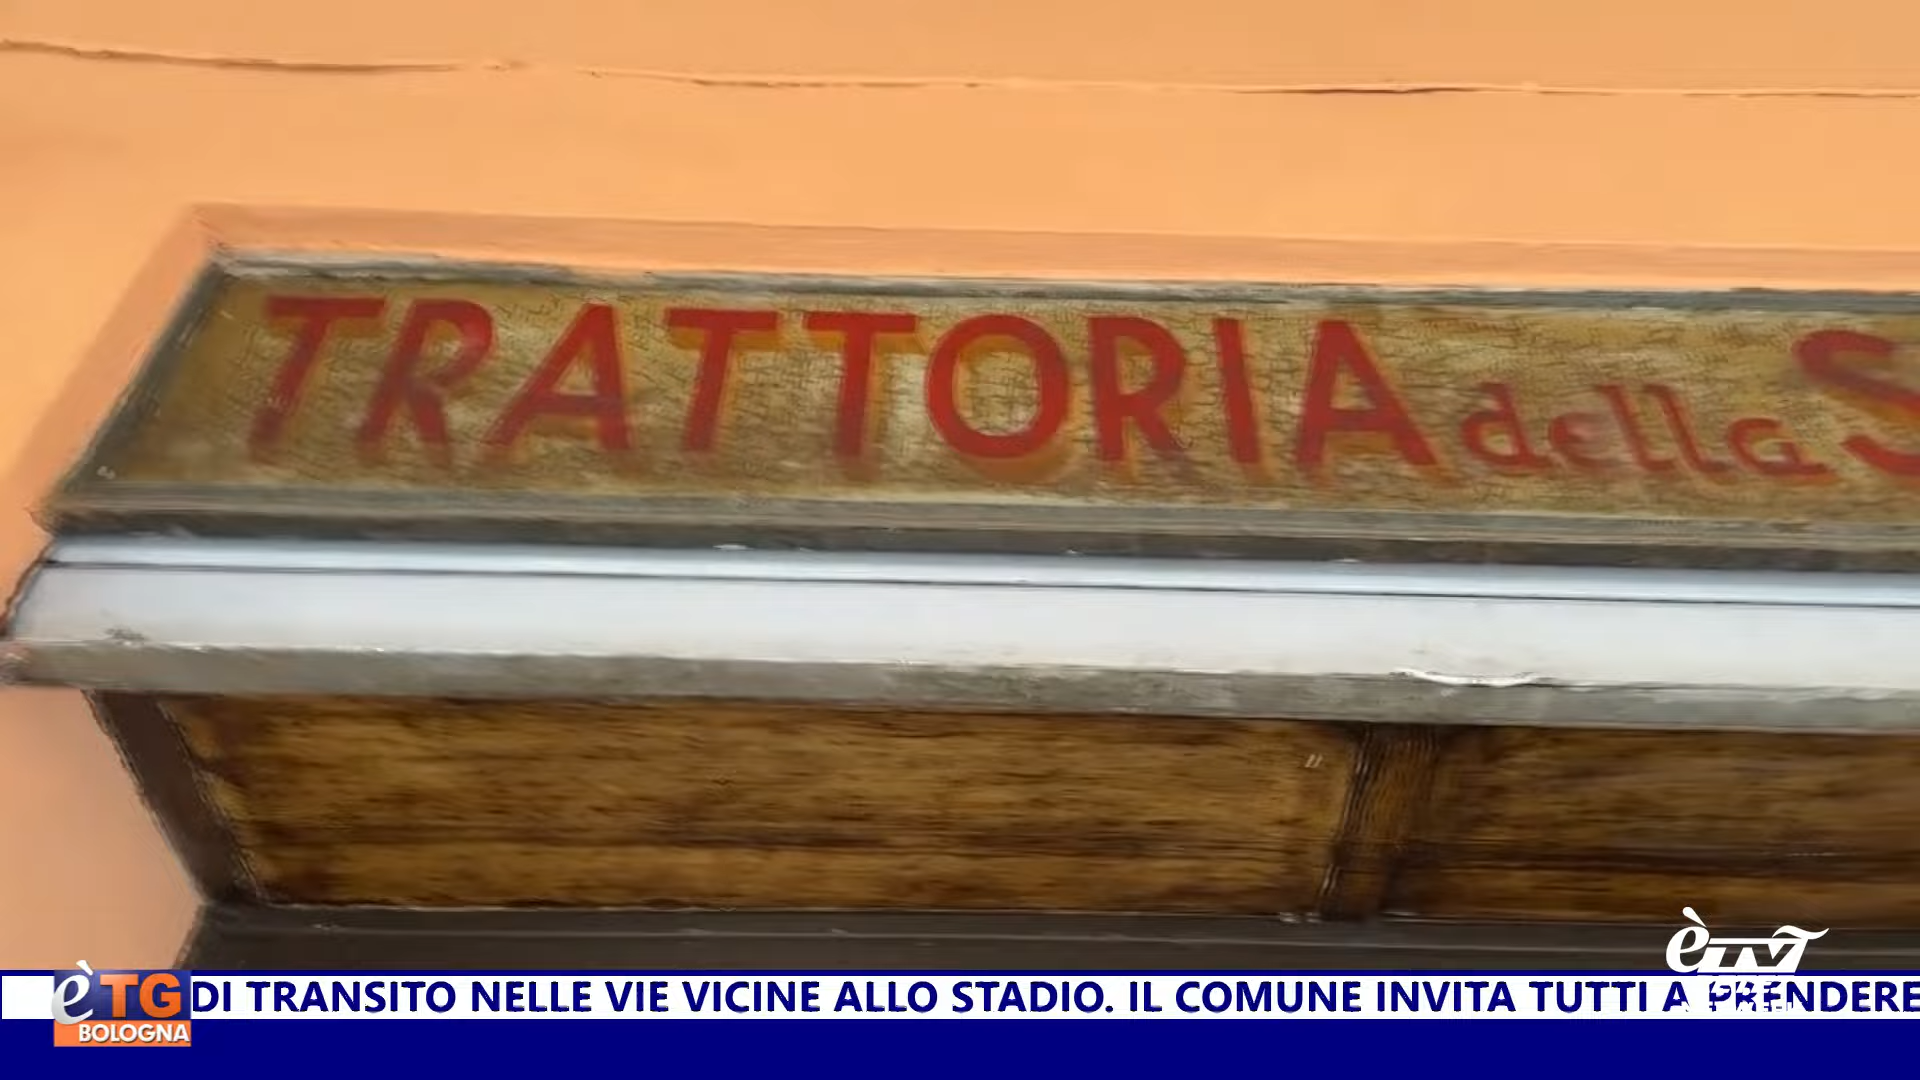 TRATTORIA della S
èTV
èTG
BOLOGNA
DI TRANSITO NELLE VIE VICINE ALLO STADIO. IL COMUNE INVITA TUTTI A PRENDERE